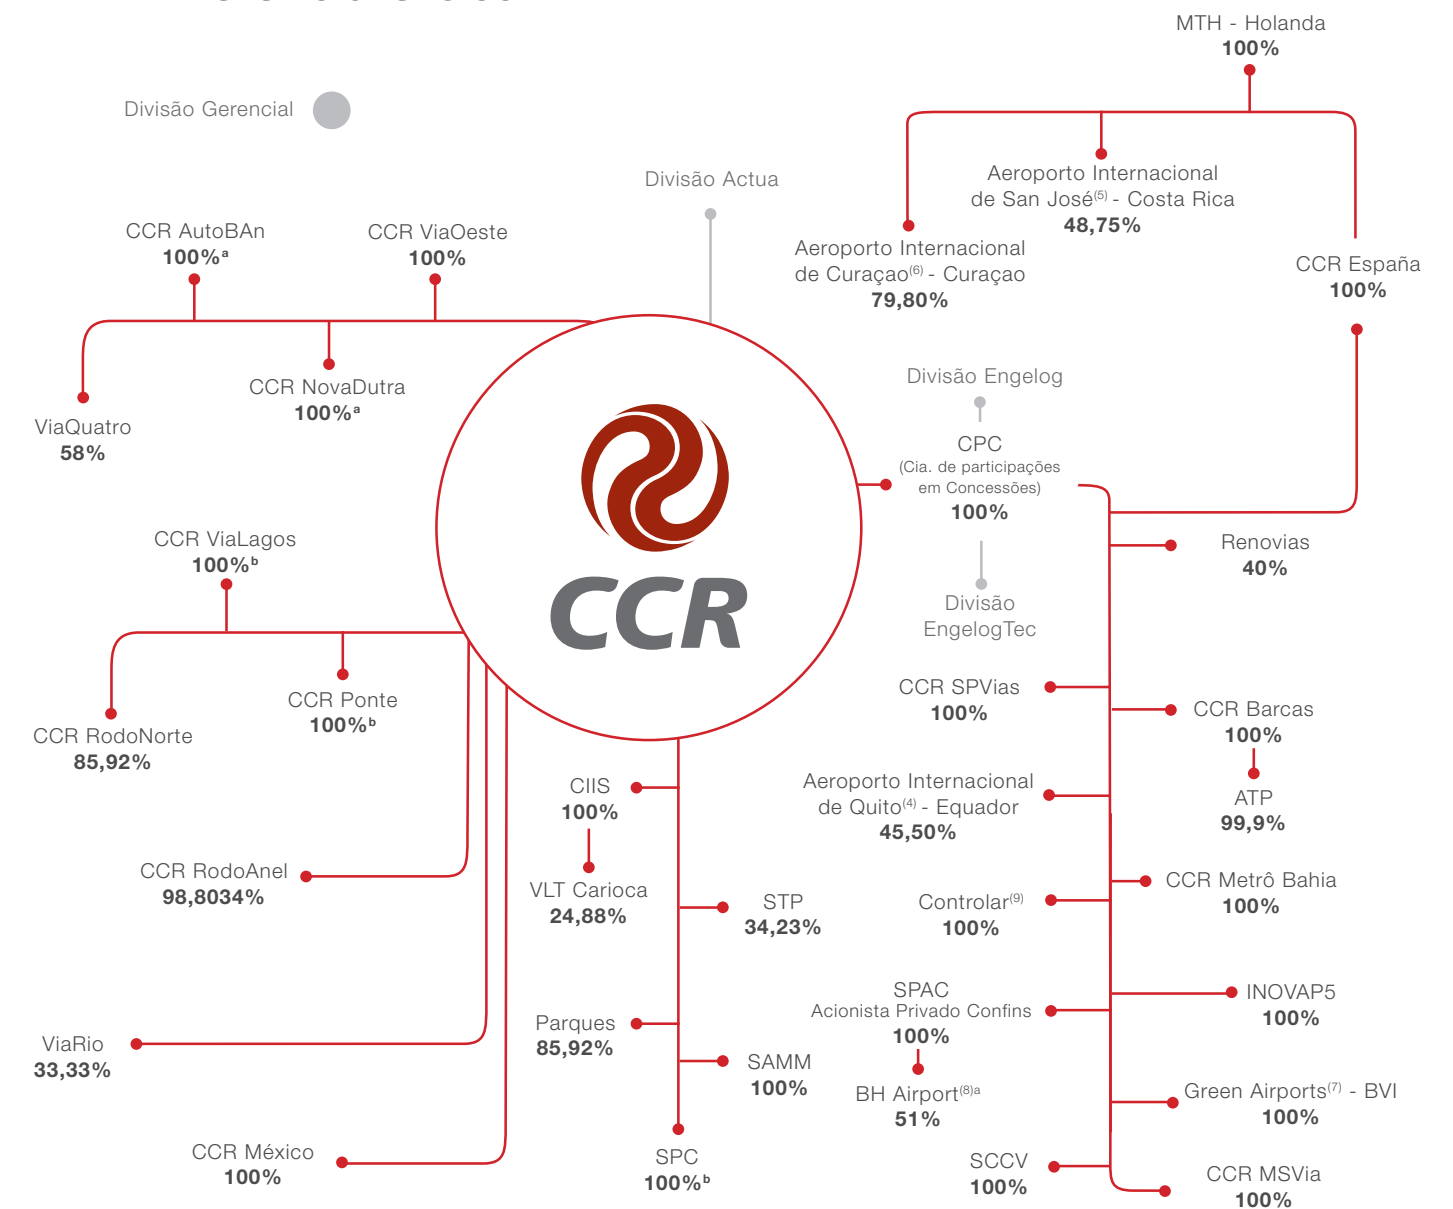 MTH - Holanda
100%
Divisão Gerencial
Divisão Actua
Aeroporto Internacional
de San José(5) - Costa Rica
48,75%
CCR AutoBAn
100%a
CCR ViaOeste
100%
Aeroporto Internacional
de Curaçao(6) - Curaçao
79,80%
CCR España
100%
CCR NovaDutra
100%a
ViaQuatro
58%
Divisão Engelog
CPC
(Cia. de participações
em Concessões)
100%
CCR
CCR ViaLagos
100%b
Renovias
40%
Divisão
EngelogTec
CCR Ponte
100%b
CCR RodoNorte
85,92%
CCR SPVias
100%
CCR Barcas
100%
CIIS
100%
Aeroporto Internacional
de Quito(4) - Equador
45,50%
ATP
99,9%
CCR RodoAnel
98,8034%
VLT Carioca
24,88%
STP
34,23%
Controlar(9)
100%
CCR Metrô Bahia
100%
SPAC
Acionista Privado Confins
100%
INOVAP5
100%
ViaRio
33,33%
Parques
85,92%
SAMM
100%
BH Airport(8)a
51%
Green Airports(7) - BVI
100%
CCR México
100%
SPC
100%b
SCCV
100%
CCR MSVia
100%